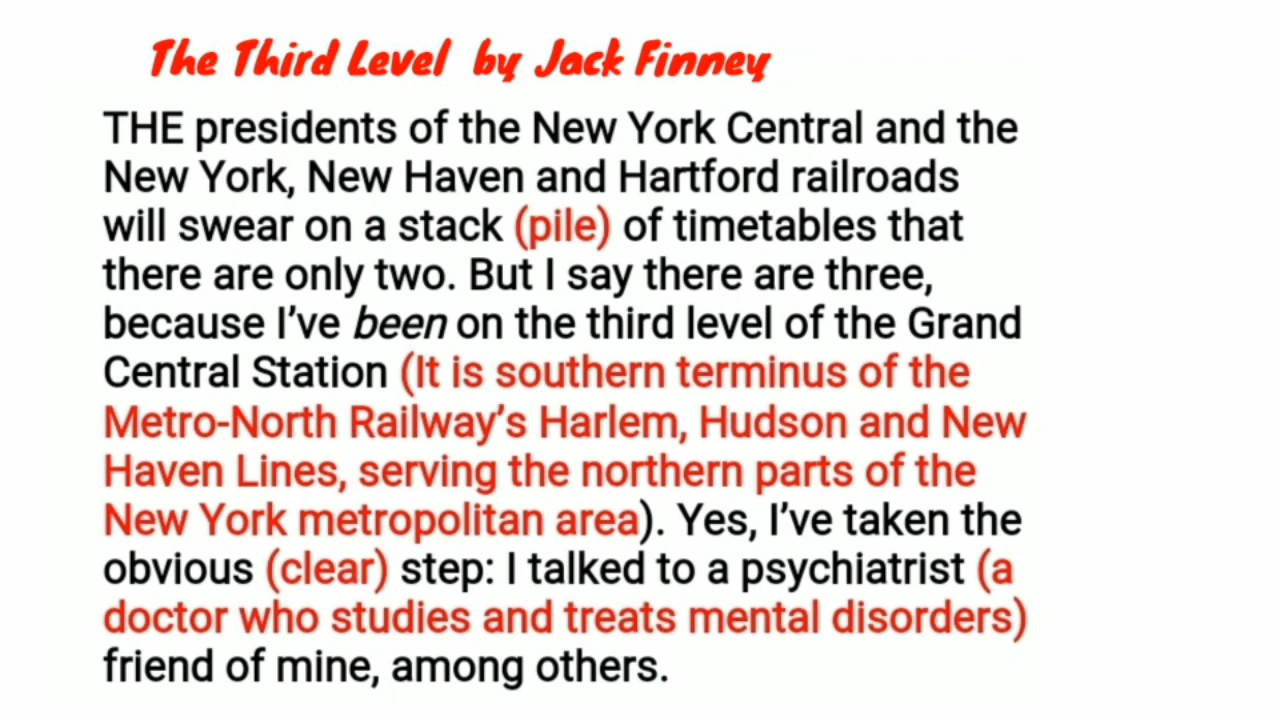 The Third Level by Jack Finney
THE presidents of the New York Central and the
New York, New Haven and Hartford railroads
will swear on a stack (pile) of timetables that
there are only two. But I say there are three,
because I’ve been on the third level of the Grand
Central Station (It is southern terminus of the
Metro-North Railway’s Harlem, Hudson and New
Haven Lines, serving the northern parts of the
New York metropolitan area). Yes, I’ve taken the
obvious (clear) step: I talked to a psychiatrist (a
doctor who studies and treats mental disorders)
friend of mine, among others.